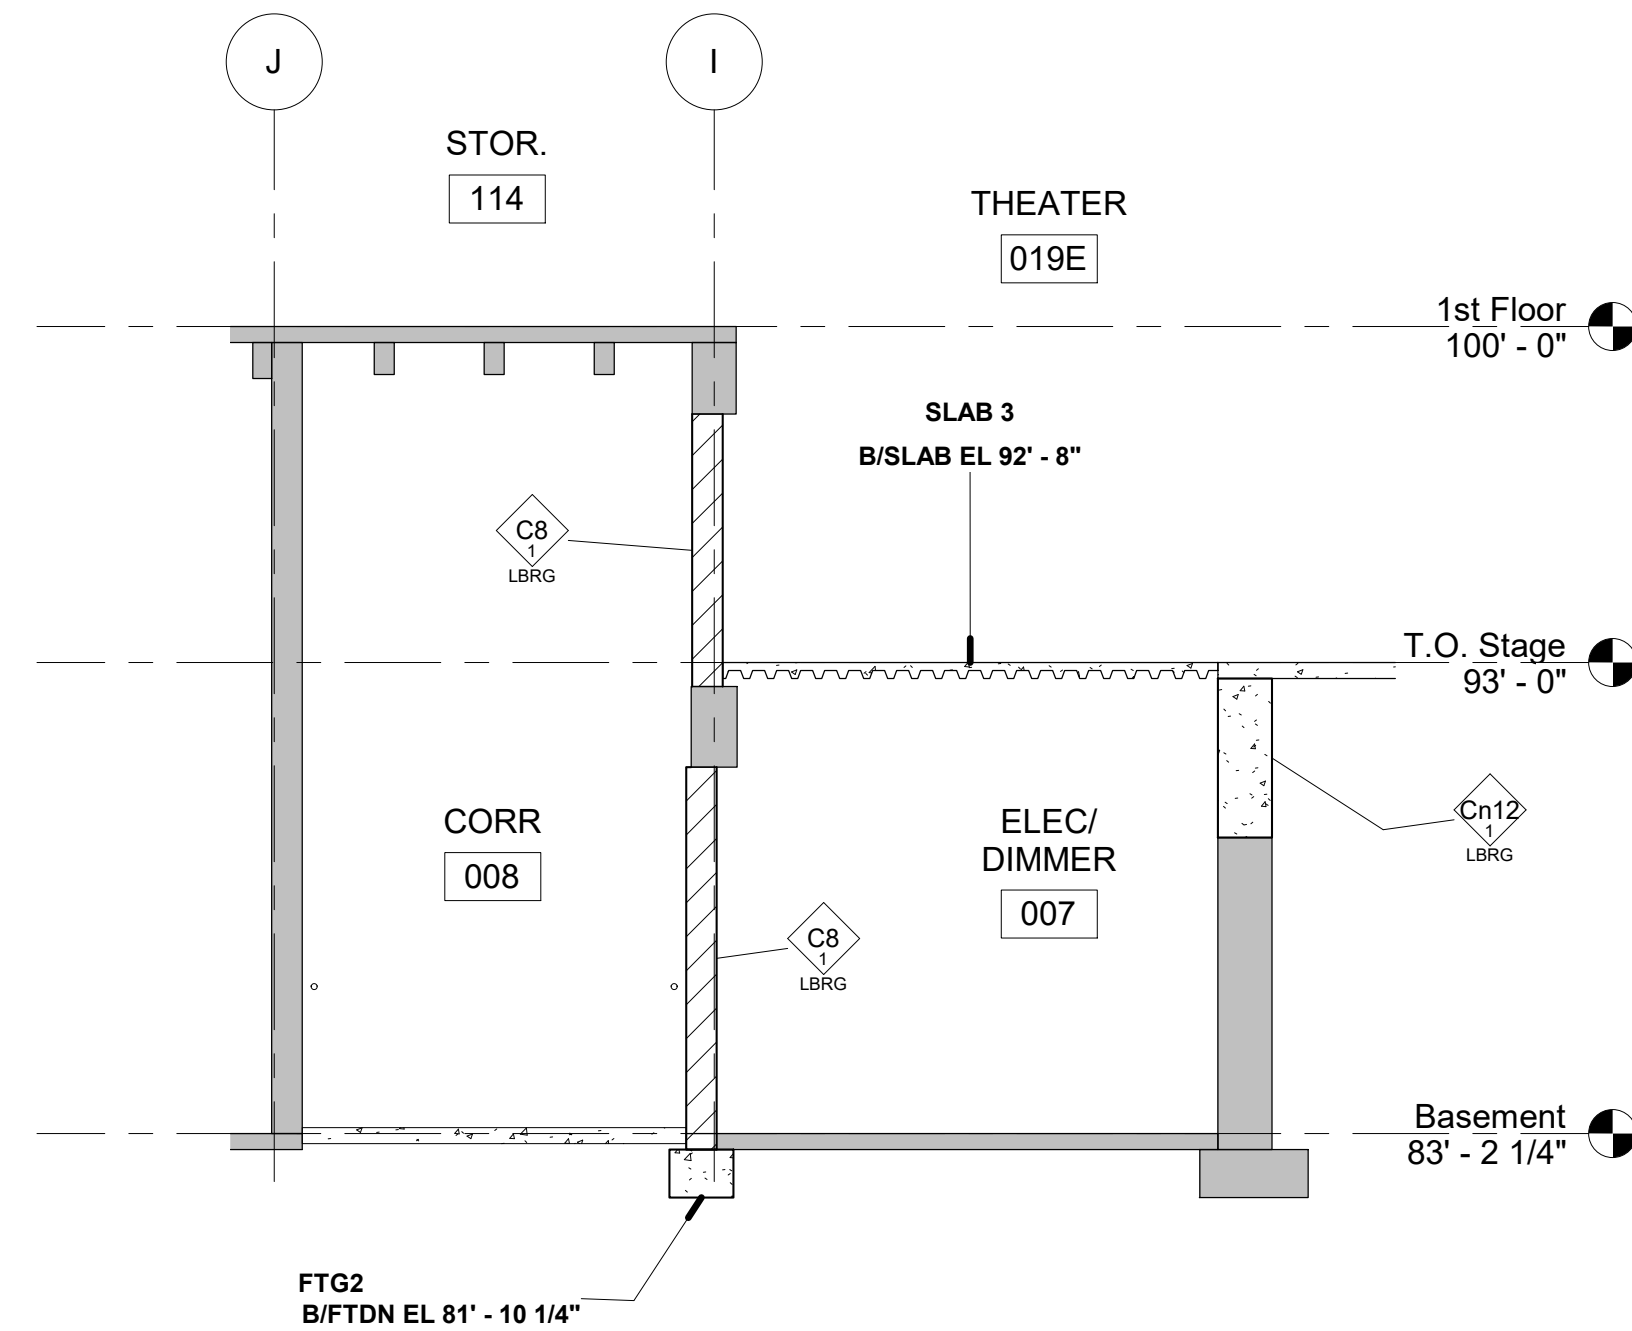 J
I
STOR.
114
THEATER
019E
1st Floor
100' - 0"
SLAB 3
B/SLAB EL 92' - 8"
C8
1
LBRG
T.O. Stage
93' - 0"
CORR
008
ELEC/
DIMMER
007
Cn12
1
LBRG
C8
1
LBRG
Basement
83' - 2 1/4"
FTG2
B/FTDN EL 81' - 10 1/4"